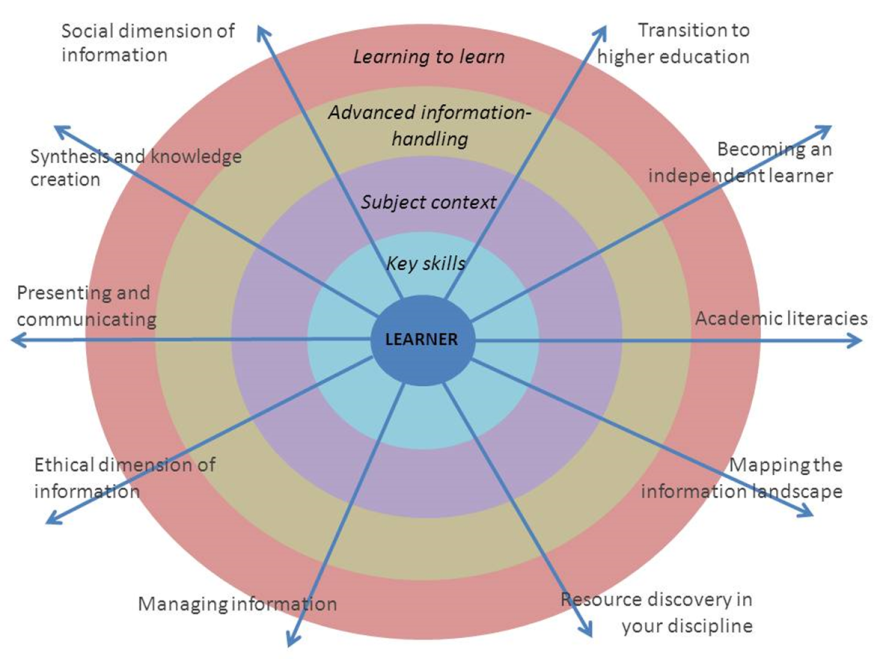 Social dimension of
information
Transition to
higher education
Learning to learn
Advanced information-
handling
Synthesis and knowledge
creation
Becoming an
independent learner
Subject context
Key skills
Presenting and
communicating
Academic literacies
LEARNER
Ethical dimension of
information
Mapping the
information landscape
Managing information
Resource discovery in
your discipline